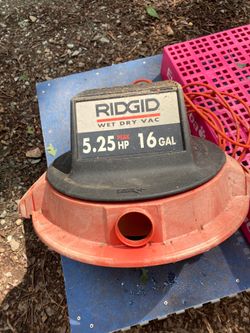 RIDGID
WET DRY VAC
5.25 PEAK HP 16 GAL